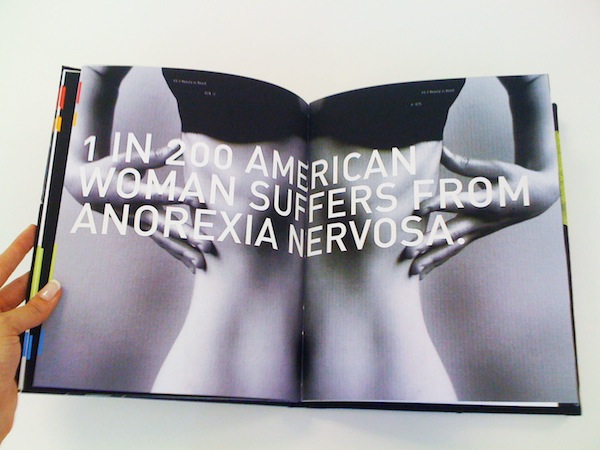 1 IN 200 AMERICAN
WOMAN SUFFERS FROM
ANOREXIA NERVOSA.